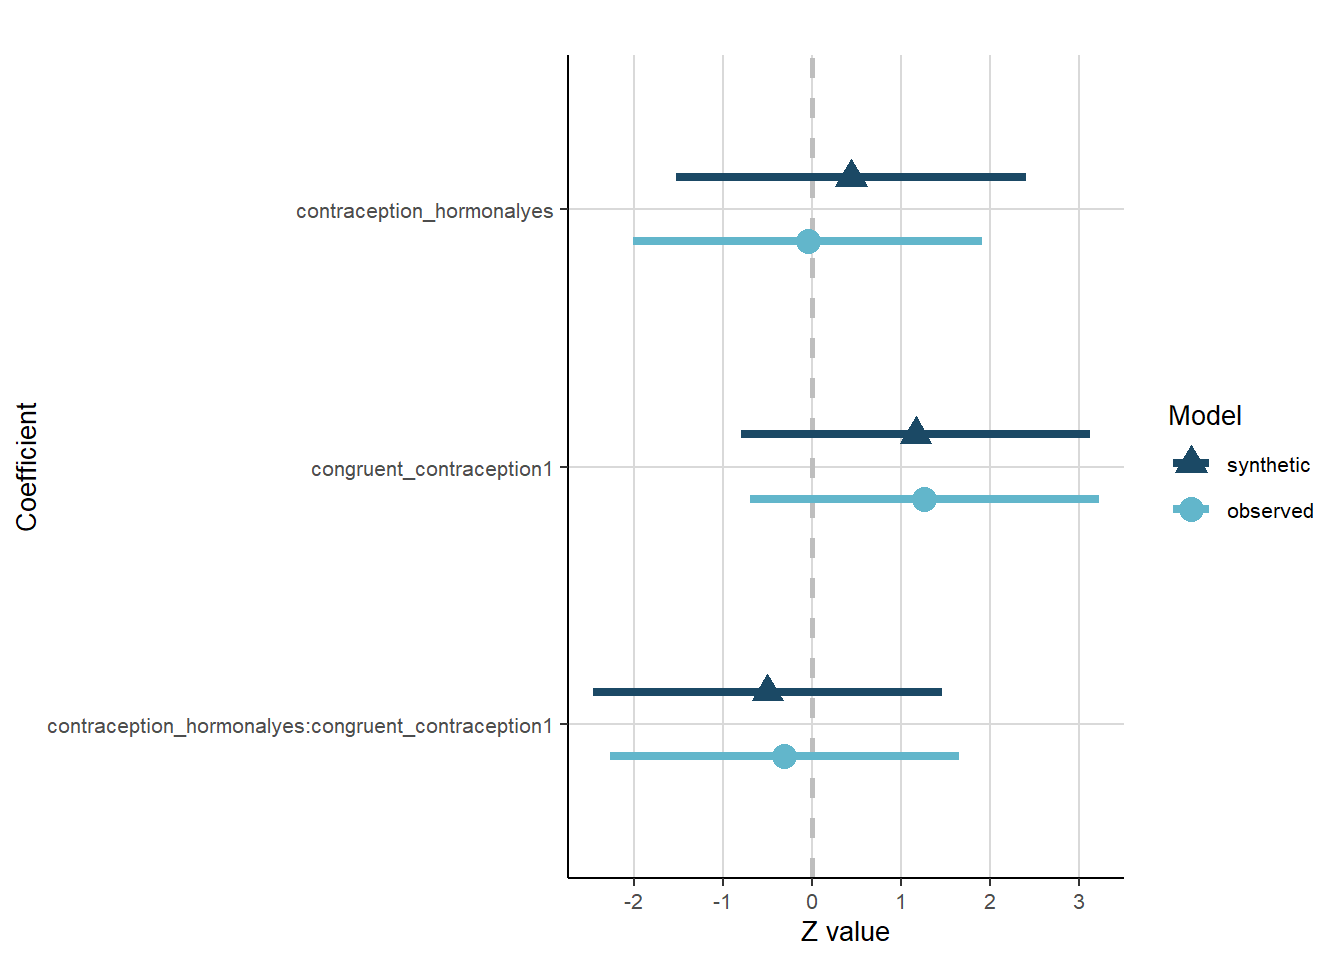 contraception_hormonalyes
congruent_contraception1
contraception_hormonalyes:congruent_contraception1
Coefficient
-2 -1 0 1 2 3
Z value
Model
synthetic
observed